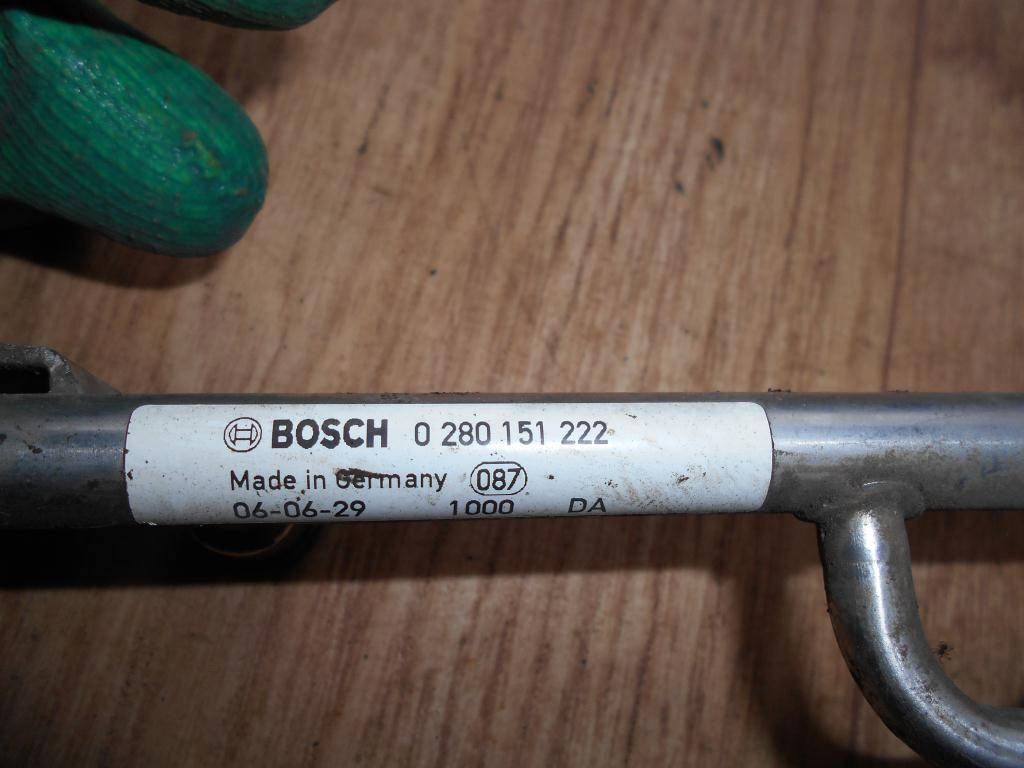 BOSCH 0 280 151 222
Made in Germany 087
06-06-29 1000 DA